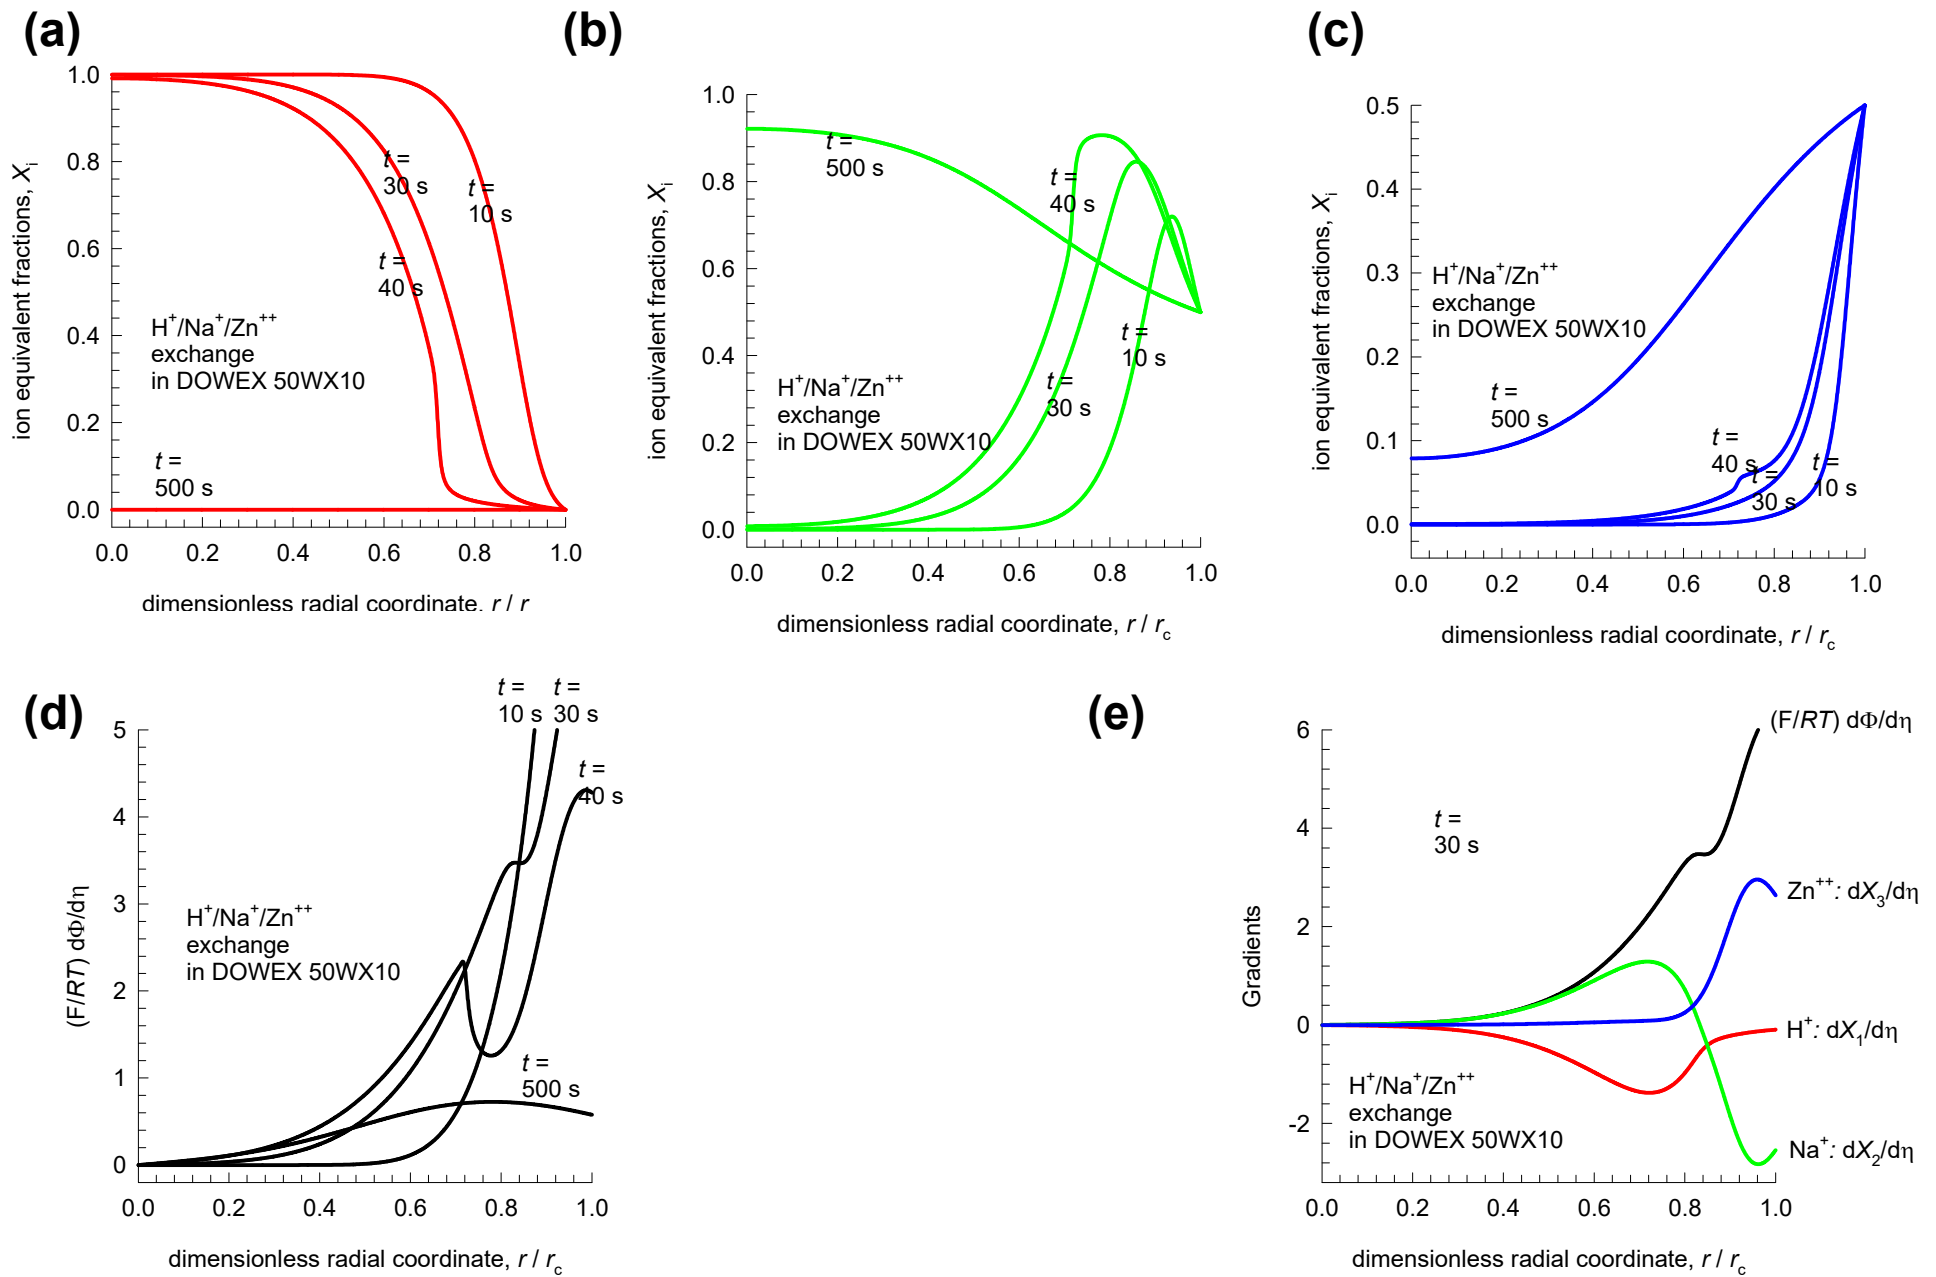 (a)
1.0
0.8
0.6
0.4
0.2
0.0
ion equivalent fractions, Xi
t =
30 s
t =
10 s
t =
40 s
H+/Na+/Zn++
exchange
in DOWEX 50WX10
t =
500 s
0.0 0.2 0.4 0.6 0.8 1.0
dimensionless radial coordinate, r / r
(b)
1.0
0.8
0.6
0.4
0.2
0.0
ion equivalent fractions, Xi
t =
500 s
t =
40 s
t =
10 s
t =
30 s
H+/Na+/Zn++
exchange
in DOWEX 50WX10
0.0 0.2 0.4 0.6 0.8 1.0
dimensionless radial coordinate, r / rc
(c)
0.5
0.4
0.3
0.2
0.1
0.0
ion equivalent fractions, Xi
H+/Na+/Zn++
exchange
in DOWEX 50WX10
t =
500 s
t =
40 s
t =
30 s
t =
10 s
0.0 0.2 0.4 0.6 0.8 1.0
dimensionless radial coordinate, r / rc
(d)
t =
10 s
t =
30 s
5
4
3
2
1
0
(F/RT) dΦ/dη
t =
40 s
H+/Na+/Zn++
exchange
in DOWEX 50WX10
t =
500 s
0.0 0.2 0.4 0.6 0.8 1.0
dimensionless radial coordinate, r / rc
(e)
6
4
2
0
-2
Gradients
(F/RT) dΦ/dη
t =
30 s
Zn++: dX3/dη
H+: dX1/dη
Na+: dX2/dη
H+/Na+/Zn++
exchange
in DOWEX 50WX10
0.0 0.2 0.4 0.6 0.8 1.0
dimensionless radial coordinate, r / rc